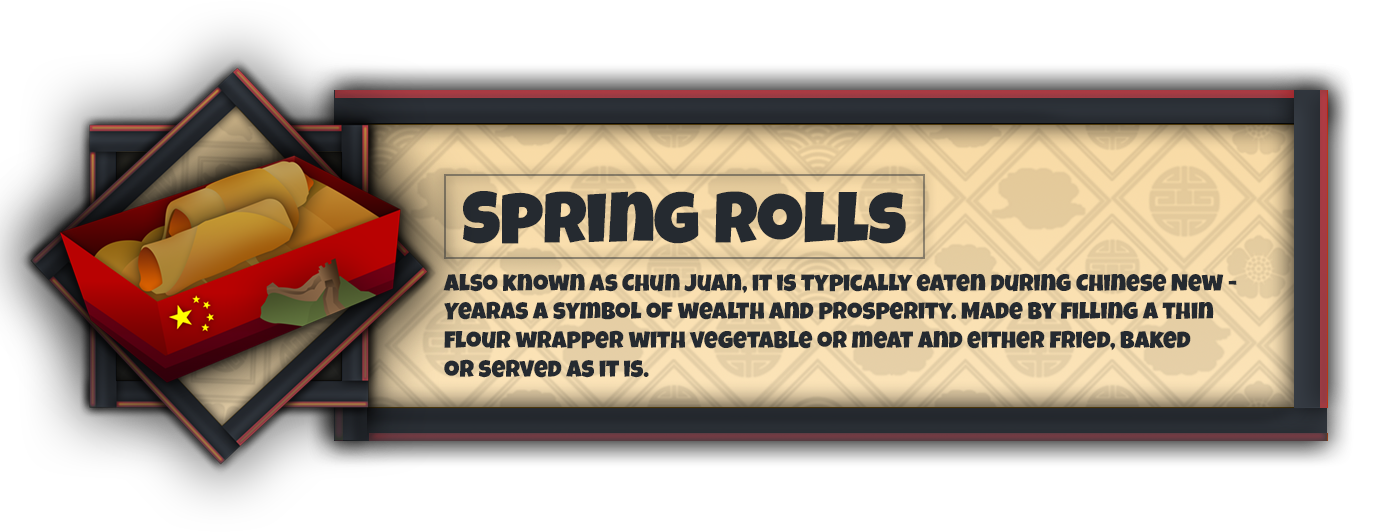 SPRING ROLLS
ALSO KNOWN AS CHUN JUAN, IT IS TYPICALLY EATEN DURING CHINESE NEW -
YEARAS A SYMBOL OF WEALTH AND PROSPERITY. MADE BY FILLING A THIN
FLOUR WRAPPER WITH VEGETABLE OR MEAT AND EITHER FRIED, BAKED
OR SERVED AS IT IS.